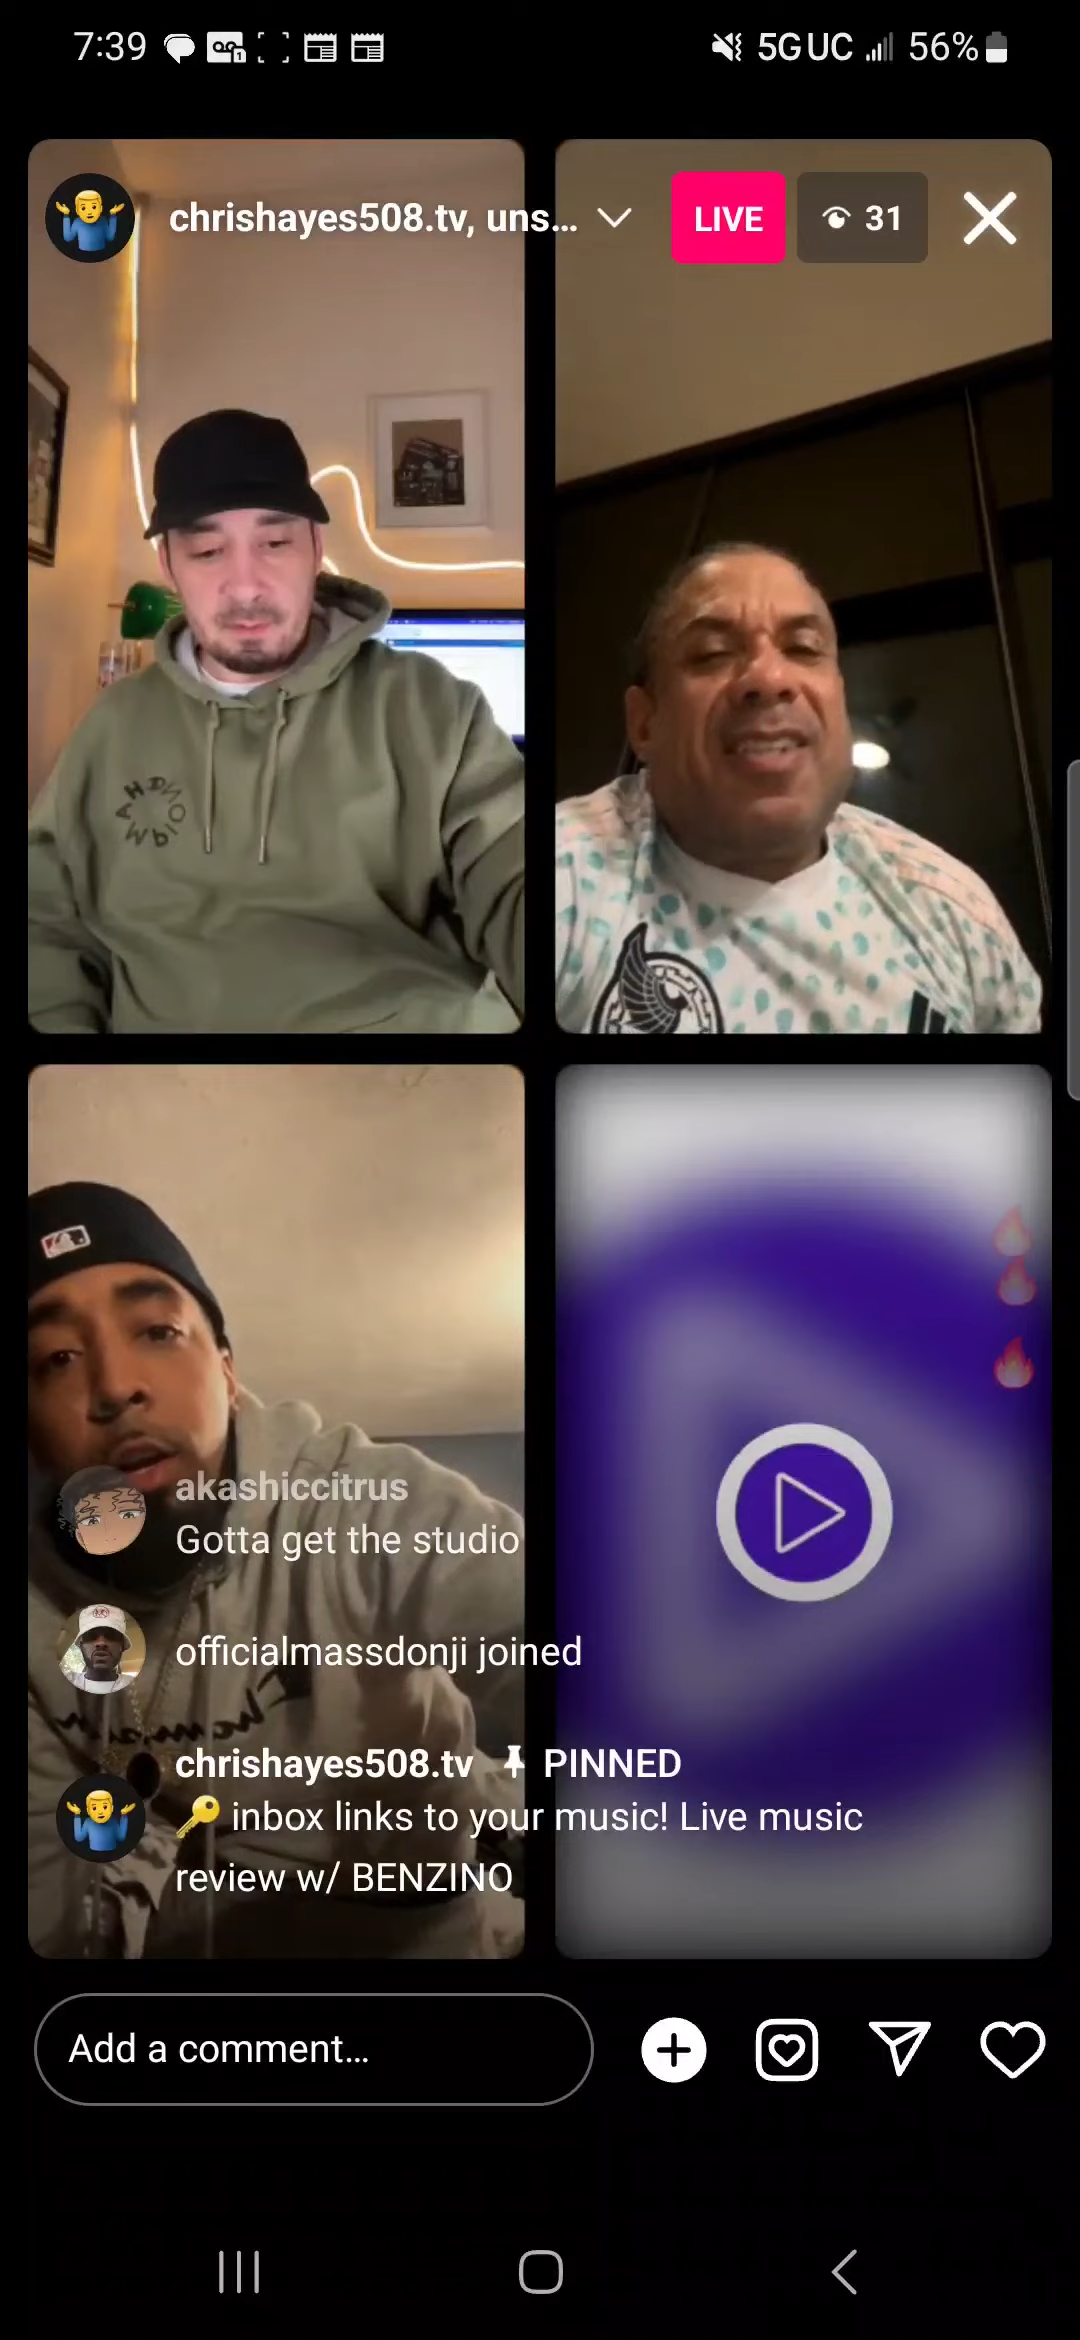 7:39
5G UC 56%
chrishayes508.tv, uns...
LIVE
31
akashiccitrus
Gotta get the studio
officialmassdonji joined
chrishayes508.tv PINNED
🔑 inbox links to your music! Live music
review w/ BENZINO
Add a comment...